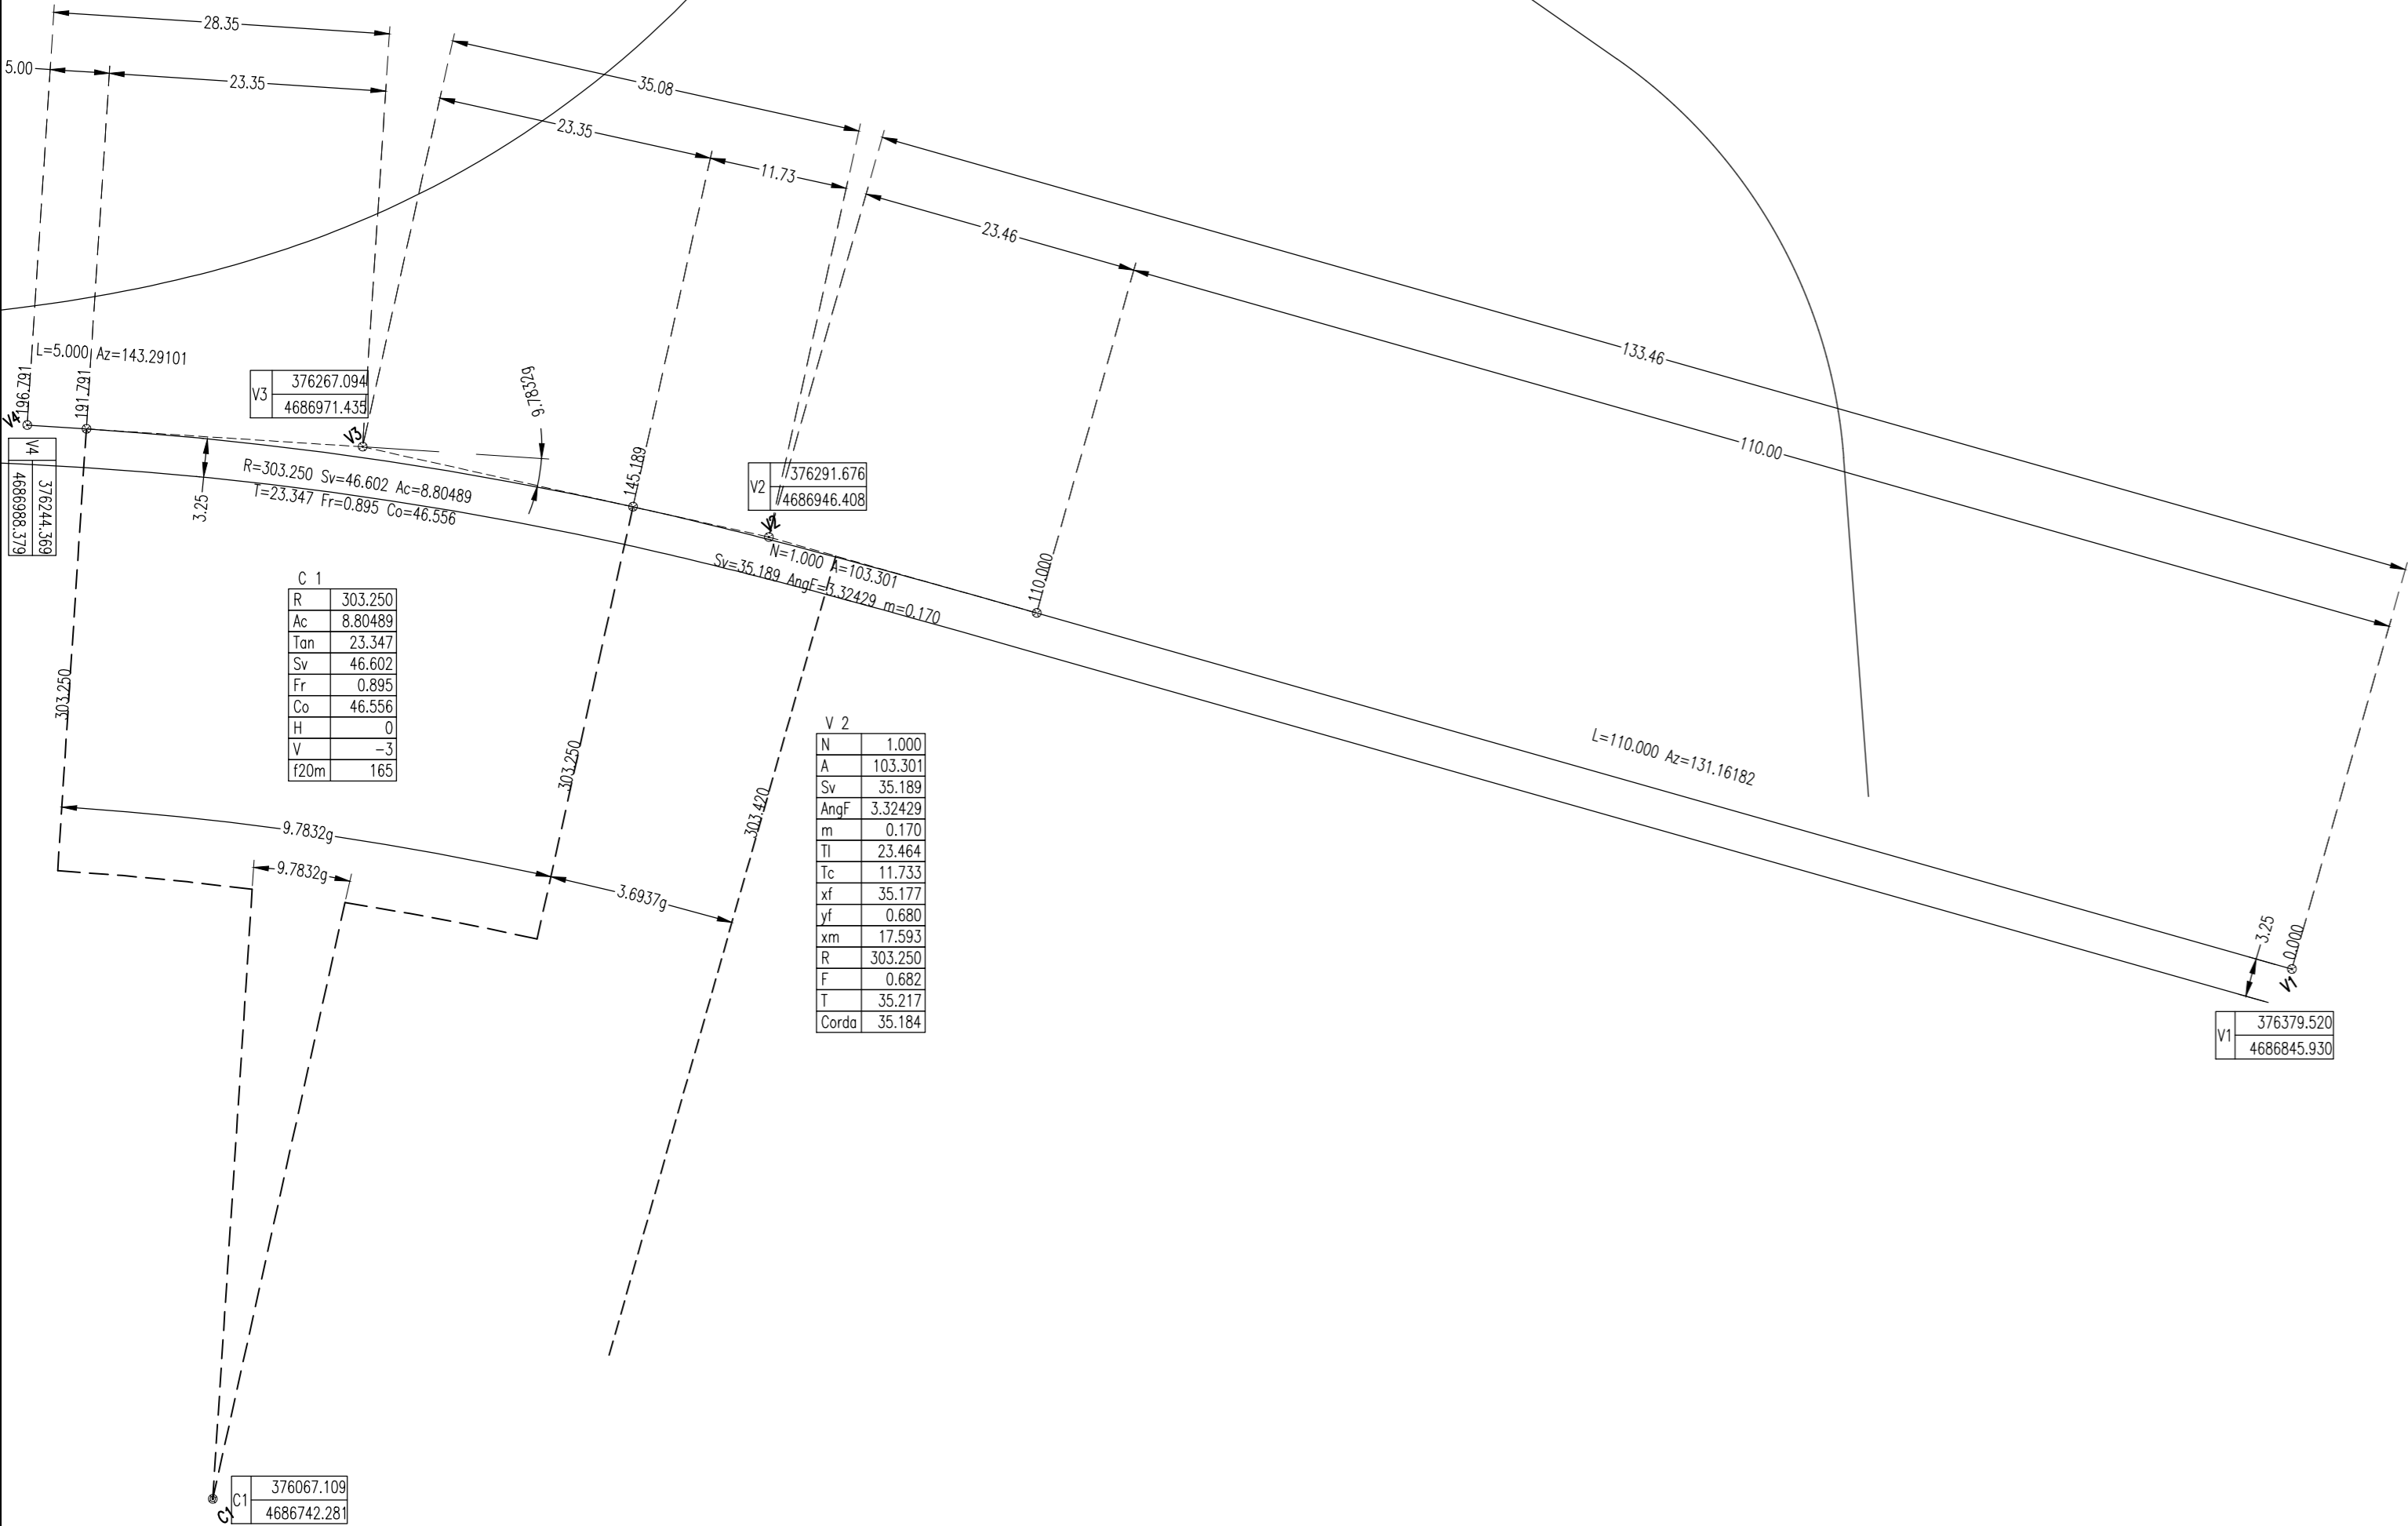 28.35
5.00
23.35
35.08
23.35
11.73
23.46
133.46
110.00
L=5.000 Az=143.29101
196.791
191.791
V4
V4
376244.369
4686988.379
V3 376267.094
4686971.435
V3
9.7832g
R=303.250 Sv=46.602 Ac=8.80489
T=23.347 Fr=0.895 Co=46.556
3.25
145.189
V2 376291.676
4686946.408
V2
N=1.000 A=103.301
Sv=35.189 AngF=3.32429 m=0.170
110.000
C 1
R 303.250
Ac 8.80489
Tan 23.347
Sv 46.602
Fr 0.895
Co 46.556
H 0
V -3
f20m 165
303.250
303.250
303.420
9.7832g
9.7832g
3.6937g
V 2
N 1.000
A 103.301
Sv 35.189
AngF 3.32429
m 0.170
Tl 23.464
Tc 11.733
xf 35.177
yf 0.680
xm 17.593
R 303.250
F 0.682
T 35.217
Corda 35.184
L=110.000 Az=131.16182
3.25
0.000
V1
V1 376379.520
4686845.930
C1
C1 376067.109
4686742.281